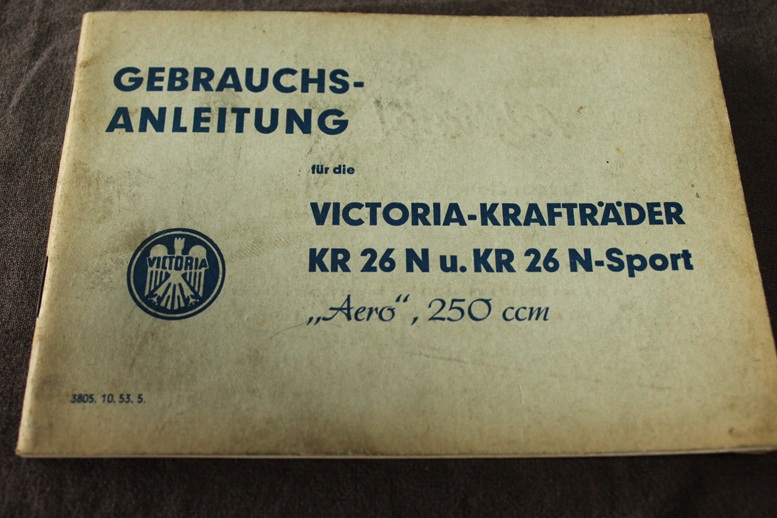 GEBRAUCHS-
ANLEITUNG
für die
VICTORIA-KRAFTRÄDER
KR 26 N u. KR 26 N-Sport
„Aero“, 250 ccm
VICTORIA
3805. 10. 53. 5.